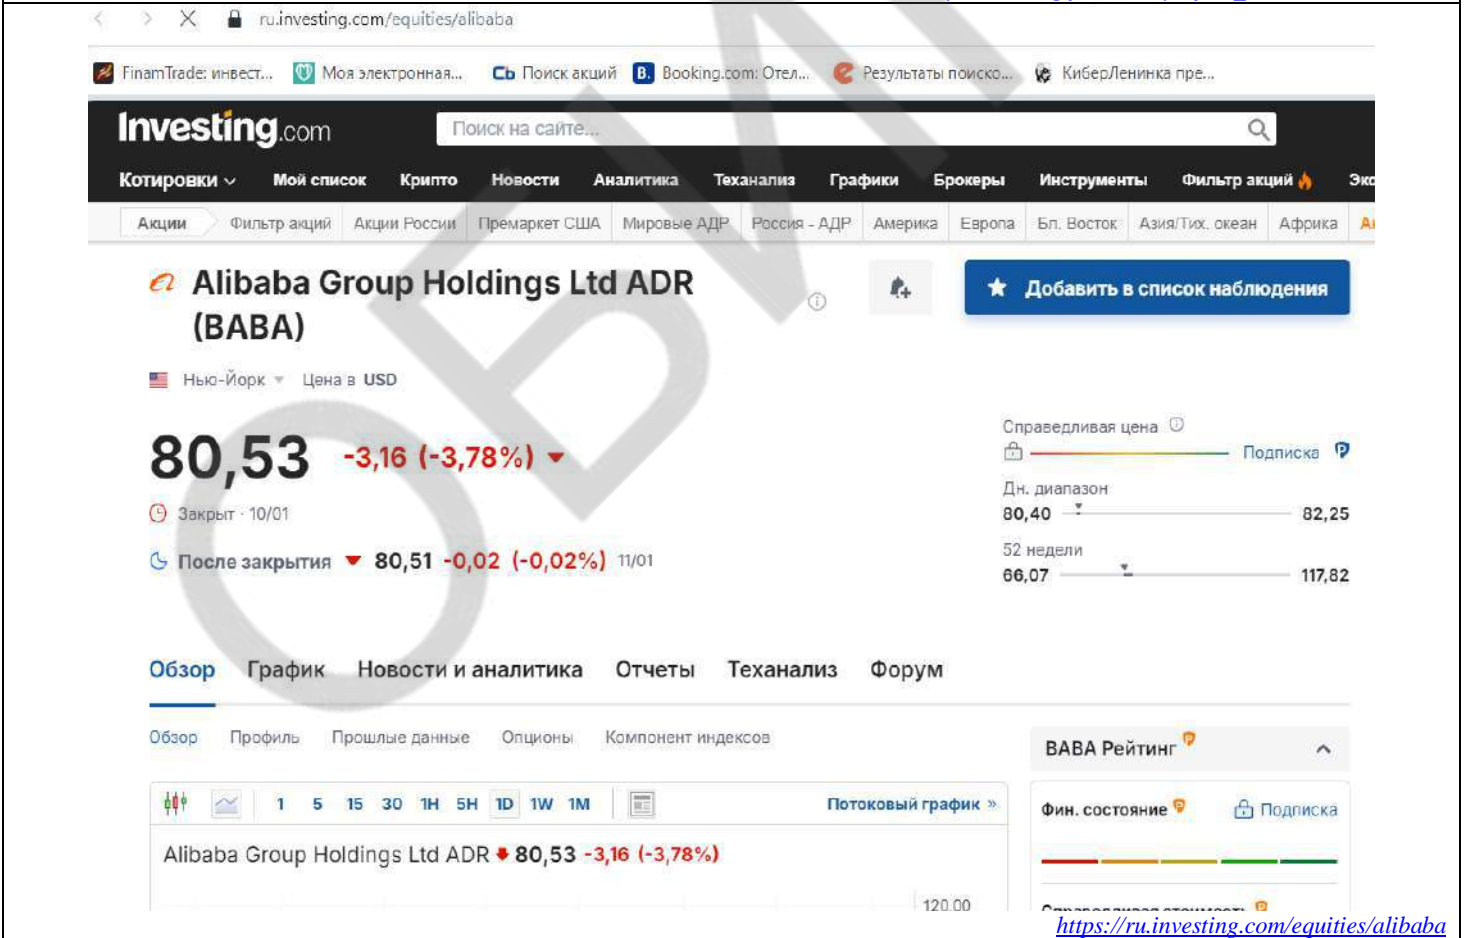 ru.investing.com/equities/alibaba
FinamTrade: инвест... Моя электронная... Сь Поиск акций B. Booking.com: Отел... Результаты поиско... КиберЛенинка пре...
Investing.com Поиск на сайте...
Котировки Мой список Крипто Новости Аналитика Теханализ Графики Брокеры Инструменты Фильтр акций Экс
Акции Фильтр акций Акции России Премаркет США Мировые АДР Россия - АДР Америка Европа Бл. Восток Азия/Тих. океан Африка
Alibaba Group Holdings Ltd ADR
(BABA)
Добавить в список наблюдения
Нью-Йорк Цена в USD
80,53 -3,16 (-3,78%)
Закрыт · 10/01
После закрытия 80,51 -0,02 (-0,02%) 11/01
Справедливая цена
Подписка
Дн. диапазон
80,40 82,25
52 недели
66,07 117,82
Обзор График Новости и аналитика Отчеты Теханализ Форум
Обзор Профиль Прошлые данные Опционы Компонент индексов
1 5 15 30 1H 5H 1D 1W 1M Потоковый график »
Alibaba Group Holdings Ltd ADR 80,53 -3,16 (-3,78%)
120.00
BABA Рейтинг
Фин. состояние Подписка
https://ru.investing.com/equities/alibaba